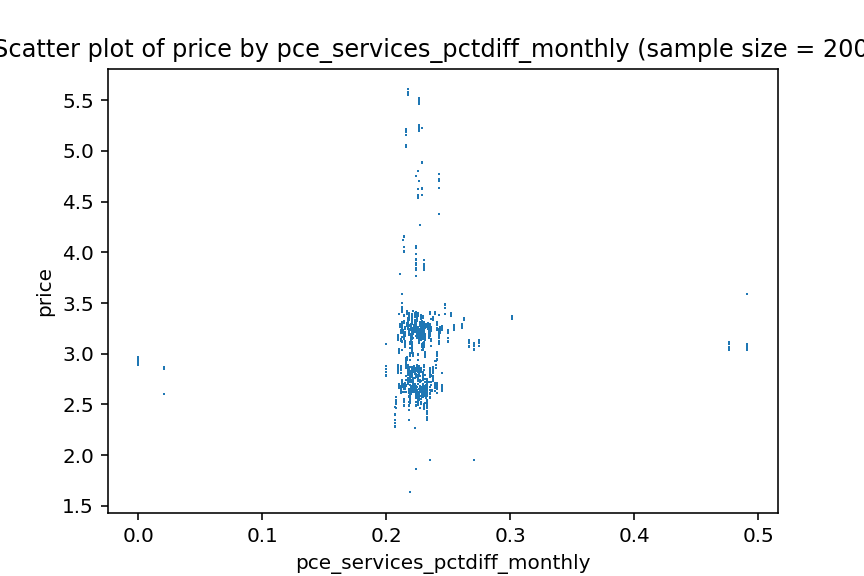 Scatter plot of price by pce_services_pctdiff_monthly (sample size = 200
5.5
5.0
4.5
4.0
3.5
3.0
2.5
2.0
1.5
price
0.0 0.1 0.2 0.3 0.4 0.5
pce_services_pctdiff_monthly